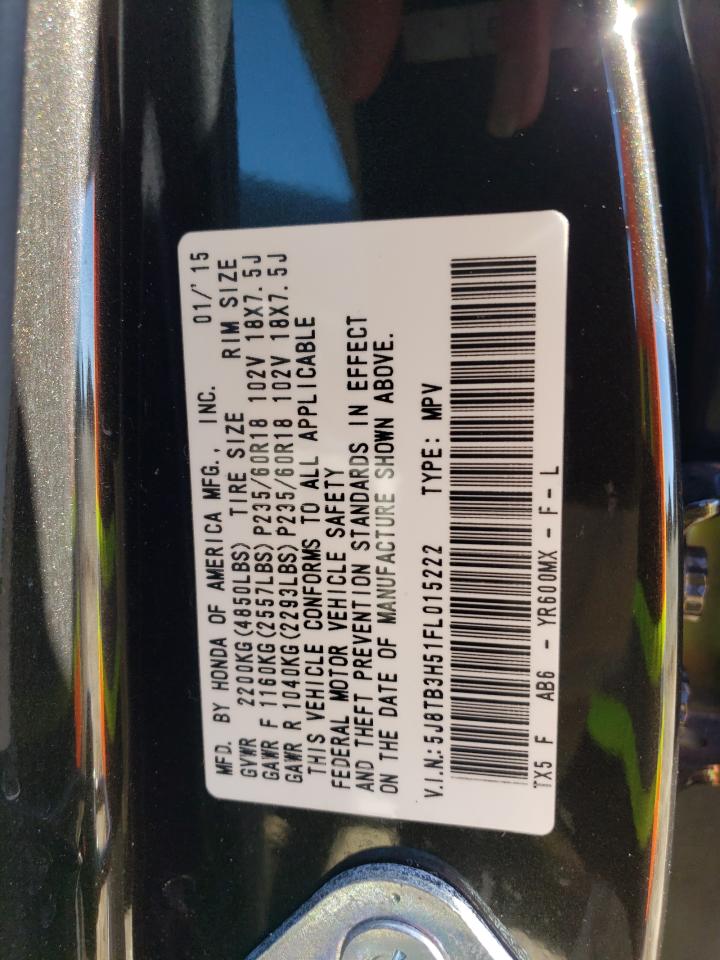 MFD. BY HONDA OF AMERICA MFG., INC. 01/'15
GVWR 2200KG(4850LBS) TIRE SIZE RIM SIZE
GAWR F 1160KG(2557LBS)P235/60R18 102V 18X7.5J
GAWR R 1040KG(2293LBS)P235/60R18 102V 18X7.5J
THIS VEHICLE CONFORMS TO ALL APPLICABLE
FEDERAL MOTOR VEHICLE SAFETY
AND THEFT PREVENTION STANDARDS IN EFFECT
ON THE DATE OF MANUFACTURE SHOWN ABOVE.
V.I.N.:5J8TB3H51FL015222 TYPE: MPV
TX5 F AB6 - YR600MX - F - L